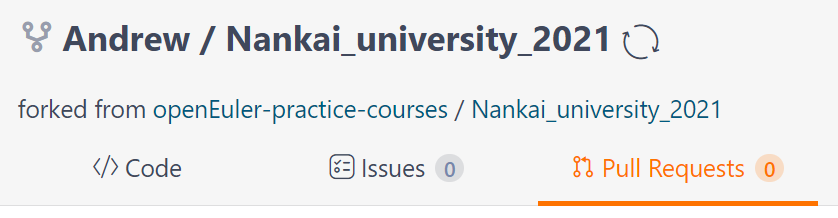 Andrew / Nankai_university_2021
forked from openEuler-practice-courses / Nankai_university_2021
</> Code Issues 0 Pull Requests 0